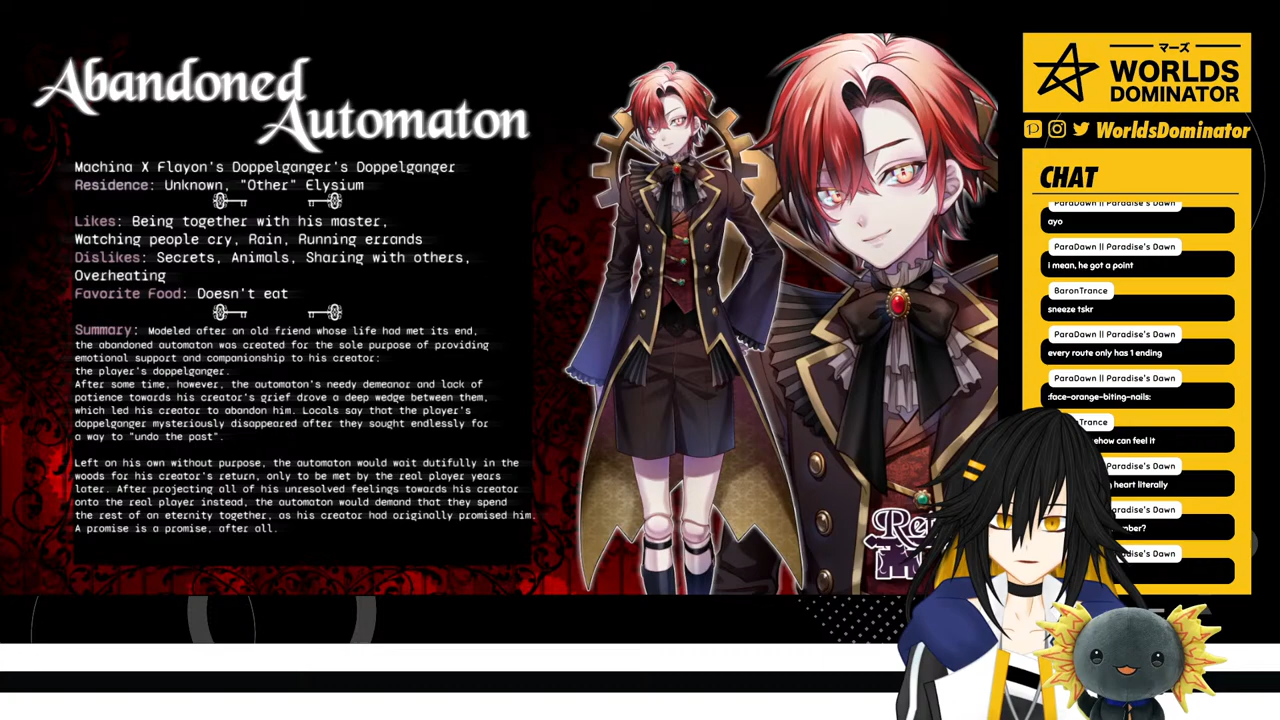 Abandoned
Automaton
Machina X Flayon's Doppelganger's Doppelganger
Residence: Unknown, "Other" Elysium
Likes: Being together with his master,
Watching people cry, Rain, Running errands
Dislikes: Secrets, Animals, Sharing with others,
Overheating
Favorite Food: Doesn't eat
Summary: Modeled after an old friend whose life had met its end,
the abandoned automaton was created for the sole purpose of providing
emotional support and companionship to his creator:
the player's doppelganger.
After some time, however, the automaton's needy demeanor and lack of
patience towards his creator's grief drove a deep wedge between them,
which led his creator to abandon him. Locals say that the player's
doppelganger mysteriously disappeared after they sought endlessly for
a way to "undo the past".
Left on his own without purpose, the automaton would wait dutifully in the
woods for his creator's return, only to be met by the real player years
later. After projecting all of his unresolved feelings towards his creator
onto the real player instead, the automaton would demand that they spend
the rest of an eternity together, as his creator had originally promised him.
A promise is a promise, after all.
マーズ
WORLDS
DOMINATOR
WorldsDominator
CHAT
ParaDawn || Paradise's Dawn
ayo
ParaDawn || Paradise's Dawn
i mean, he got a point
BaronTrance
sneeze tskr
ParaDawn || Paradise's Dawn
every route only has 1 ending
ParaDawn || Paradise's Dawn
:face-orange-biting-nails:
can feel it
heart literally